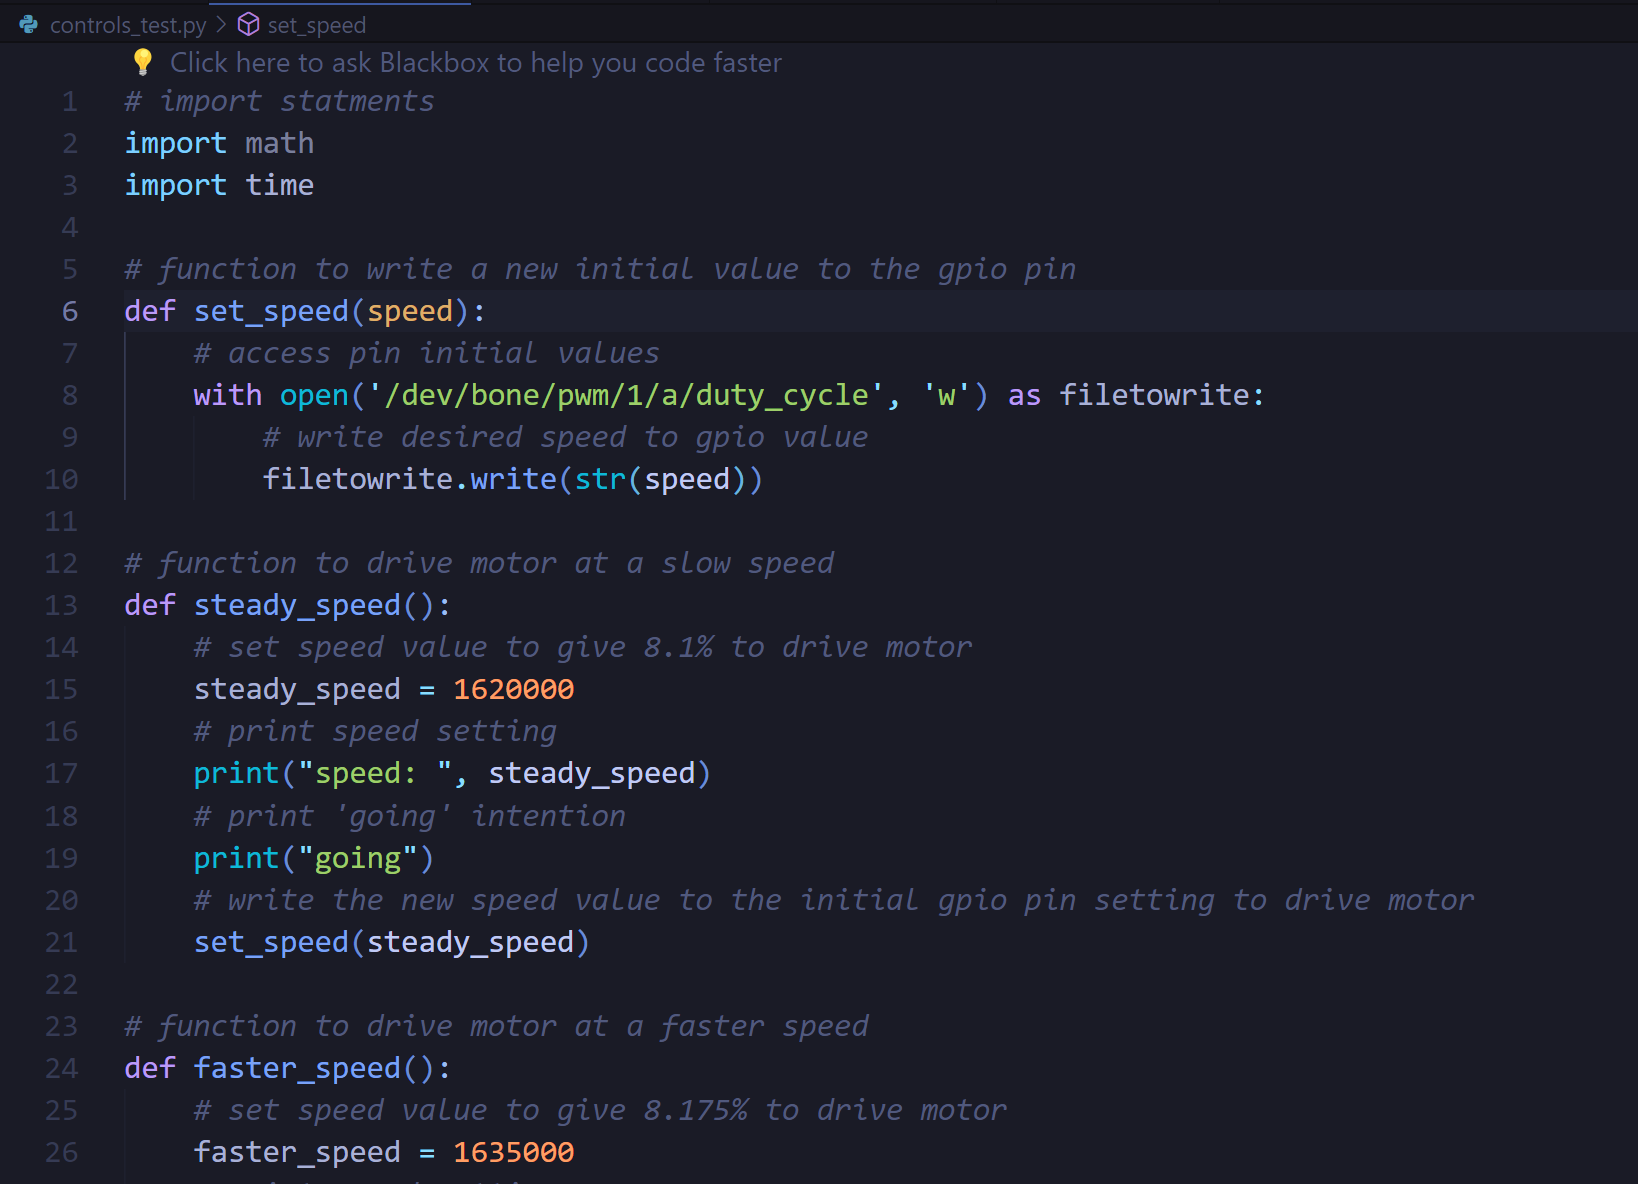 controls_test.py > set_speed
Click here to ask Blackbox to help you code faster
1 # import statments
2 import math
3 import time
4
5 # function to write a new initial value to the gpio pin
6 def set_speed(speed):
7     # access pin initial values
8     with open('/dev/bone/pwm/1/a/duty_cycle', 'w') as filetowrite:
9         # write desired speed to gpio value
10         filetowrite.write(str(speed))
11
12 # function to drive motor at a slow speed
13 def steady_speed():
14     # set speed value to give 8.1% to drive motor
15     steady_speed = 1620000
16     # print speed setting
17     print("speed: ", steady_speed)
18     # print 'going' intention
19     print("going")
20     # write the new speed value to the initial gpio pin setting to drive motor
21     set_speed(steady_speed)
22
23 # function to drive motor at a faster speed
24 def faster_speed():
25     # set speed value to give 8.175% to drive motor
26     faster_speed = 1635000